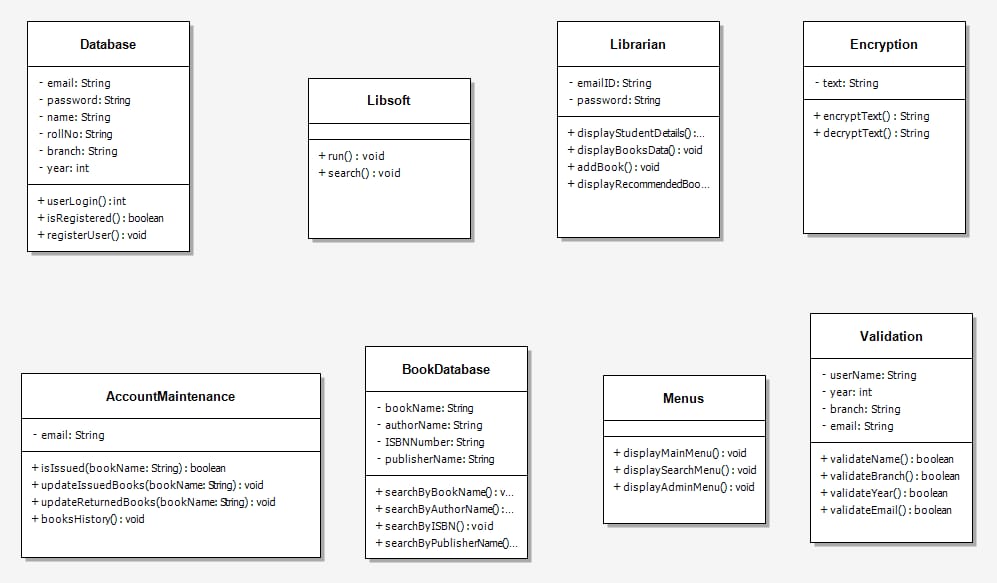 Database
- email: String
- password: String
- name: String
- rollNo: String
- branch: String
- year: int
+ userLogin() : int
+ isRegistered() : boolean
+ registerUser() : void
Libsoft
+ run() : void
+ search() : void
Librarian
- emailID: String
- password: String
+ displayStudentDetails() :...
+ displayBooksData() : void
+ addBook() : void
+ displayRecommendedBoo...
Encryption
- text: String
+ encryptText() : String
+ decryptText() : String
AccountMaintenance
- email: String
+ isIssued(bookName: String) : boolean
+ updateIssuedBooks(bookName: String) : void
+ updateReturnedBooks(bookName: String) : void
+ booksHistory() : void
BookDatabase
- bookName: String
- authorName: String
- ISBNNumber: String
- publisherName: String
+ searchByBookName() : v...
+ searchByAuthorName() :...
+ searchByISBN() : void
+ searchByPublisherName()...
Menus
+ displayMainMenu() : void
+ displaySearchMenu() : void
+ displayAdminMenu() : void
Validation
- userName: String
- year: int
- branch: String
- email: String
+ validateName() : boolean
+ validateBranch() : boolean
+ validateYear() : boolean
+ validateEmail() : boolean